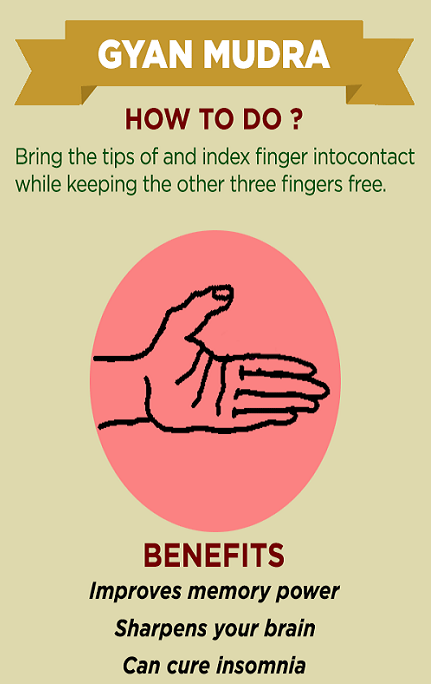 GYAN MUDRA
HOW TO DO ?
Bring the tips of and index finger intocontact
while keeping the other three fingers free.
BENEFITS
Improves memory power
Sharpens your brain
Can cure insomnia